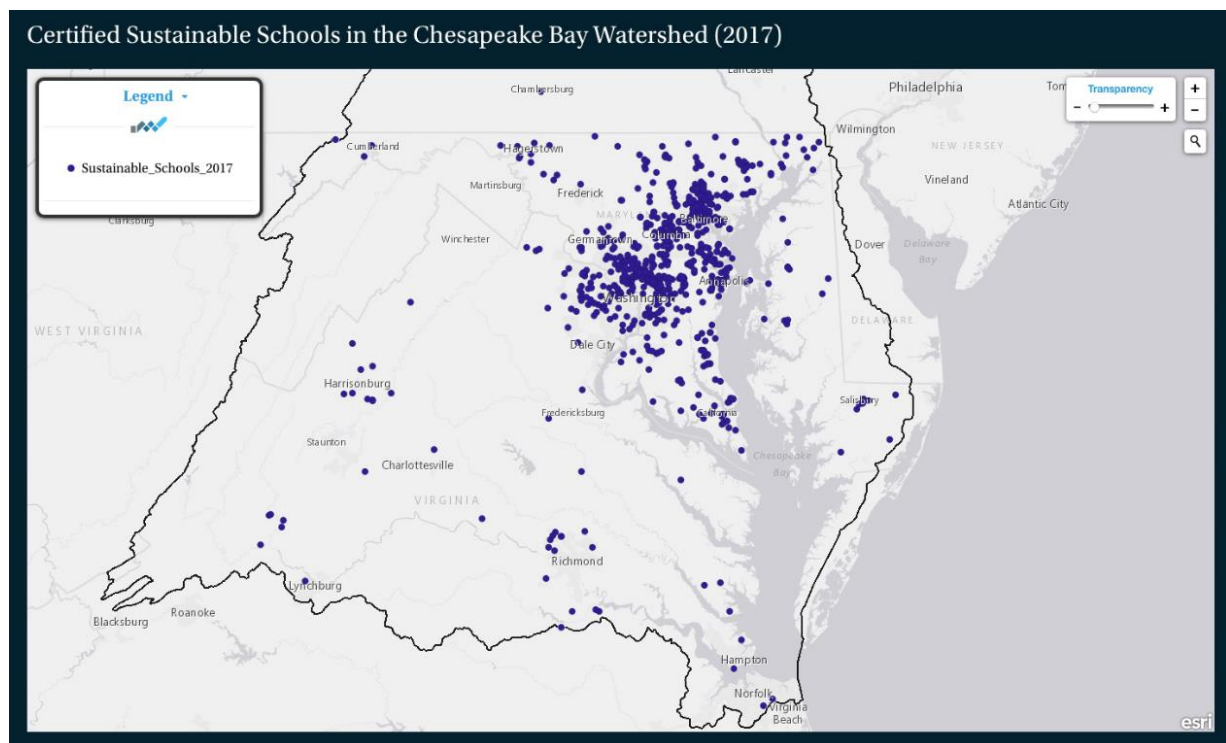 Certified Sustainable Schools in the Chesapeake Bay Watershed (2017)
Legend
Sustainable_Schools_2017
Transparency
Lancaster
Chambersburg
Philadelphia
Wilmington
NEW JERSEY
Cumberland
Hagerstown
Martinsburg
Frederick
Vineland
Atlantic City
Clarksburg
MARYL
Baltimore
Winchester
Germantown
Columbia
Dover
Delaware
Bay
Annapolis
Washington
WEST VIRGINIA
DELAWARE
Dale City
Harrisonburg
Salisbury
Fredericksburg
California
Staunton
Charlottesville
Chesapeake
Bay
VIRGINIA
Richmond
Lynchburg
Roanoke
Blacksburg
Hampton
Norfolk
Virginia
Beach
esri